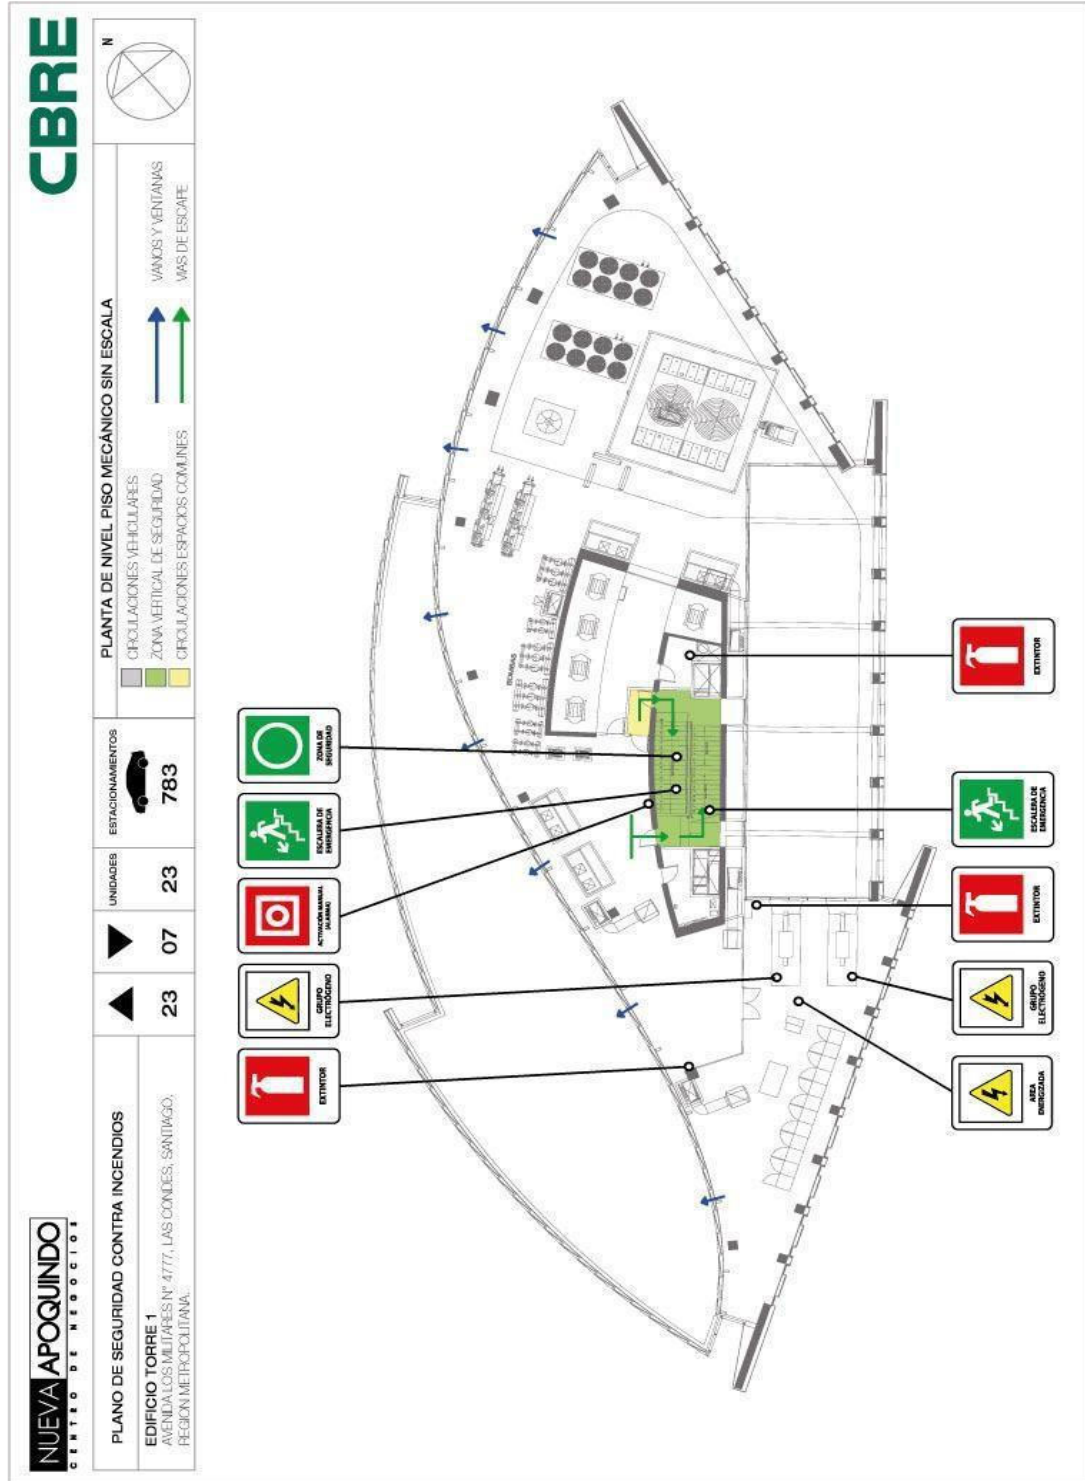 NUEVA APOQUINDO
CENTRO DE NEGOCIOS
CBRE
PLANO DE SEGURIDAD CONTRA INCENDIOS
EDIFICIO TORRE 1
AVENIDA LOS MILITARES N° 4777, LAS CONDES, SANTIAGO,
REGION METROPOLITANA.
23
07
UNIDADES
23
ESTACIONAMIENTOS
783
PLANTA DE NIVEL PISO MECÁNICO SIN ESCALA
CIRCULACIONES VEHICULARES
ZONA VERTICAL DE SEGURIDAD
CIRCULACIONES ESPACIOS COMUNES
VANOS Y VENTANAS
VIAS DE ESCAPE
N
EXTINTOR
GRUPO
ELECTRÓGENO
ACTIVACIÓN MANUAL
(ALARMA)
ESCALERA DE
EMERGENCIA
ZONA DE
SEGURIDAD
BOMBAS
AREA
ENERGIZADA
GRUPO
ELECTRÓGENO
EXTINTOR
ESCALERA DE
EMERGENCIA
EXTINTOR